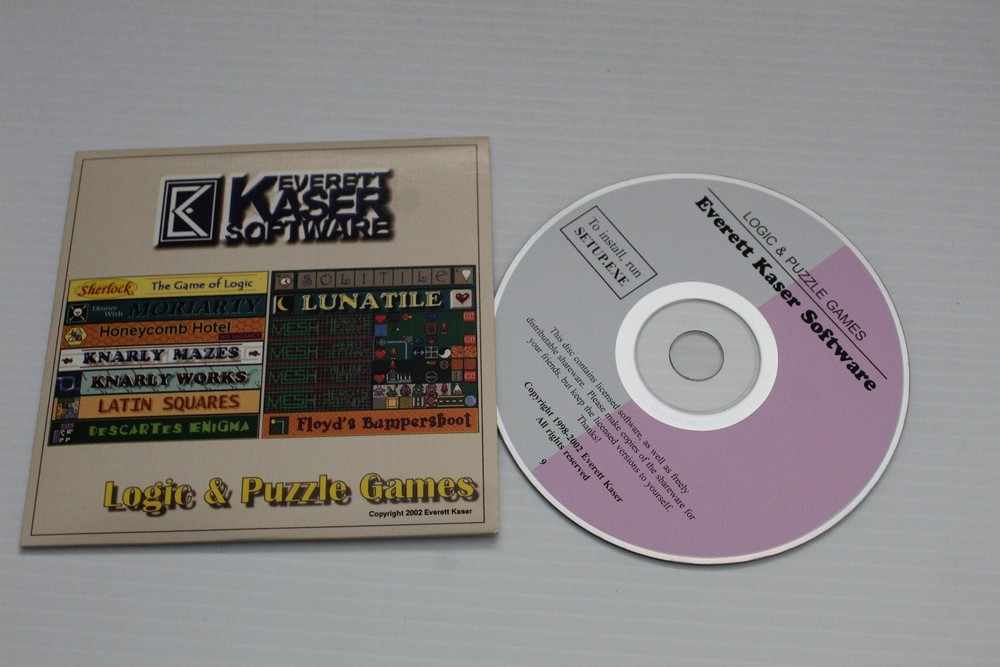 EVERETT
KASER
SOFTWARE
Sherlock, The Game of Logic
Dinner With MORIARTY
Honeycomb Hotel
KNARLY MAZES
KNARLY WORKS
LATIN SQUARES
DESCARTES ENIGMA
SOLITILE
LUNATILE
MESH
Floyd's Bumpershoot
Logic & Puzzle Games
Copyright 2002 Everett Kaser
To install, run
SETUP.EXE
LOGIC & PUZZLE GAMES
Everett Kaser Software
This disc contains licensed software, as well as freely
distributable shareware. Please make copies of the shareware for
your friends, but keep the licensed versions to yourself.
Thanks!
Copyright 1998-2002 Everett Kaser
All rights reserved
9